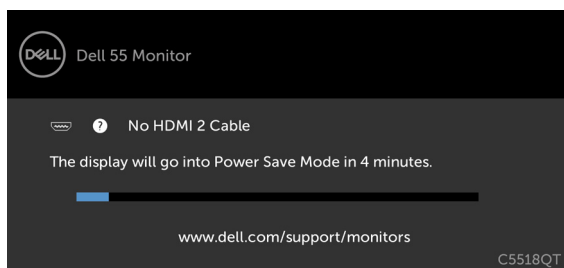 DELL
Dell 55 Monitor
? No HDMI 2 Cable
The display will go into Power Save Mode in 4 minutes.
www.dell.com/support/monitors
C5518QT